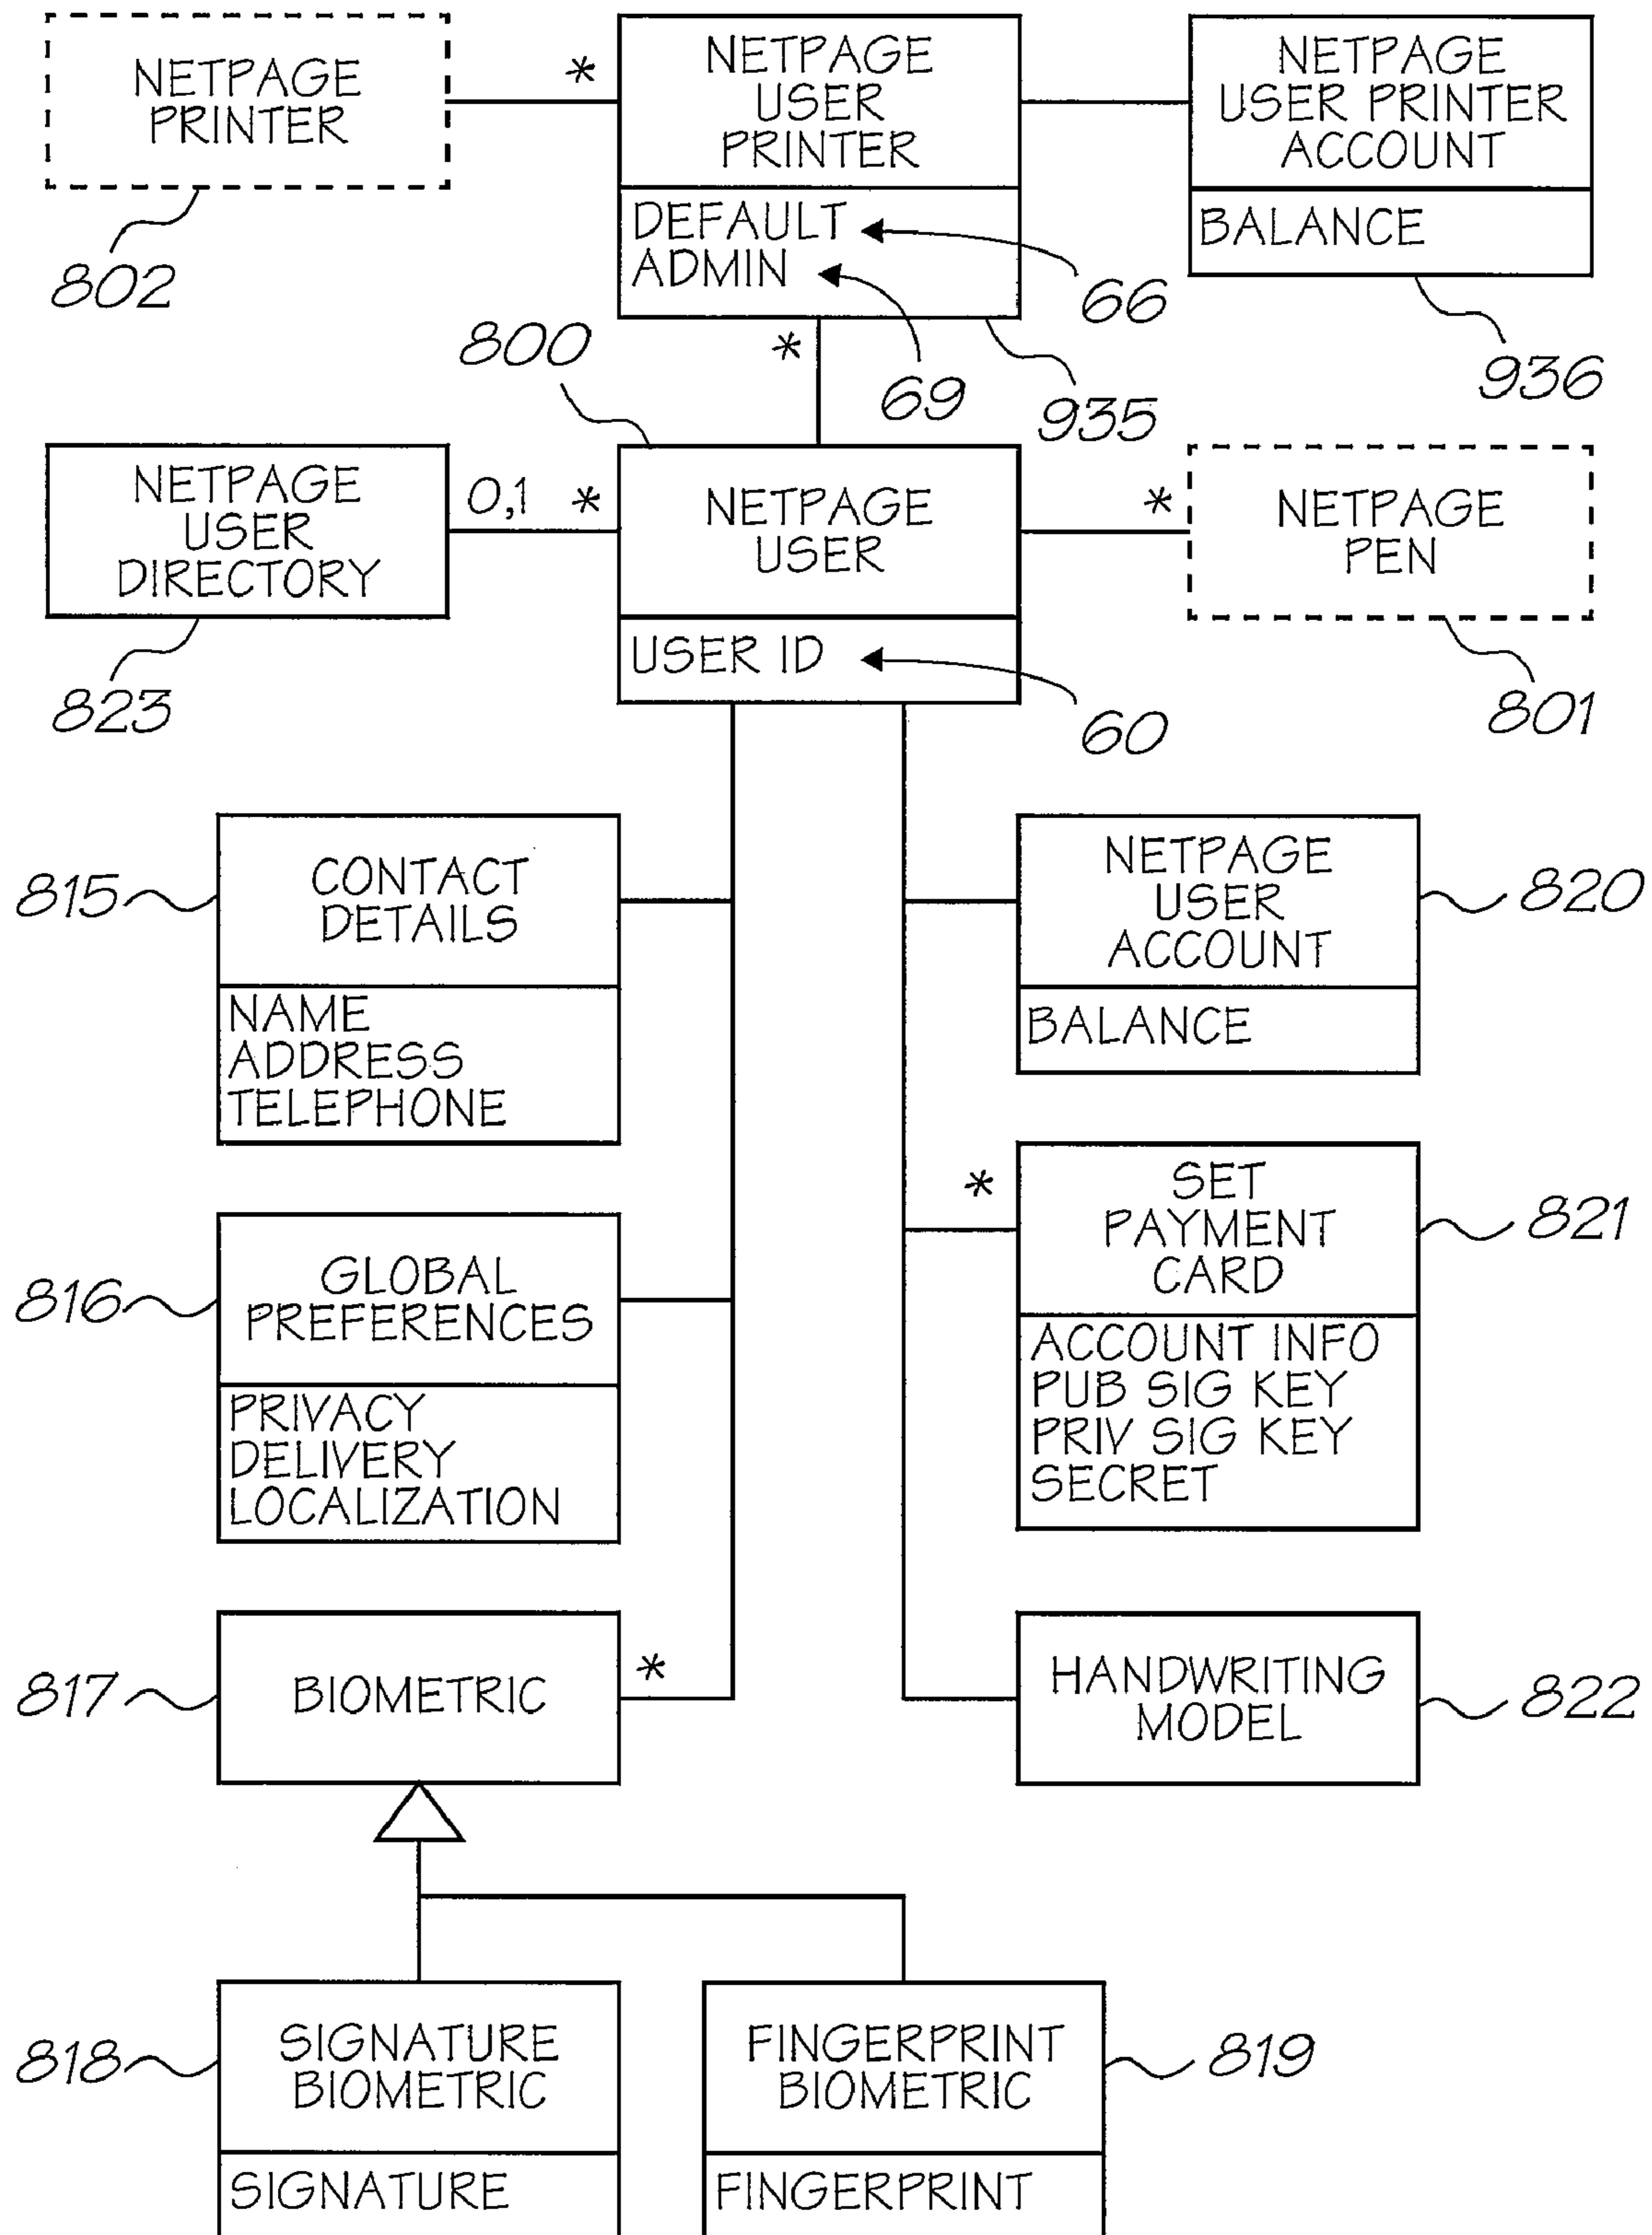 NETPAGE
PRINTER
802
*
NETPAGE
USER
PRINTER
DEFAULT
ADMIN
66
69
935
NETPAGE
USER PRINTER
ACCOUNT
BALANCE
936
*
800
NETPAGE
USER
DIRECTORY
823
0,1 *
NETPAGE
USER
USER ID
60
*
NETPAGE
PEN
801
815
CONTACT
DETAILS
NAME
ADDRESS
TELEPHONE
NETPAGE
USER
ACCOUNT
BALANCE
820
816
GLOBAL
PREFERENCES
PRIVACY
DELIVERY
LOCALIZATION
*
SET
PAYMENT
CARD
ACCOUNT INFO
PUB SIG KEY
PRIV SIG KEY
SECRET
821
817
BIOMETRIC
*
HANDWRITING
MODEL
822
818
SIGNATURE
BIOMETRIC
SIGNATURE
FINGERPRINT
BIOMETRIC
FINGERPRINT
819